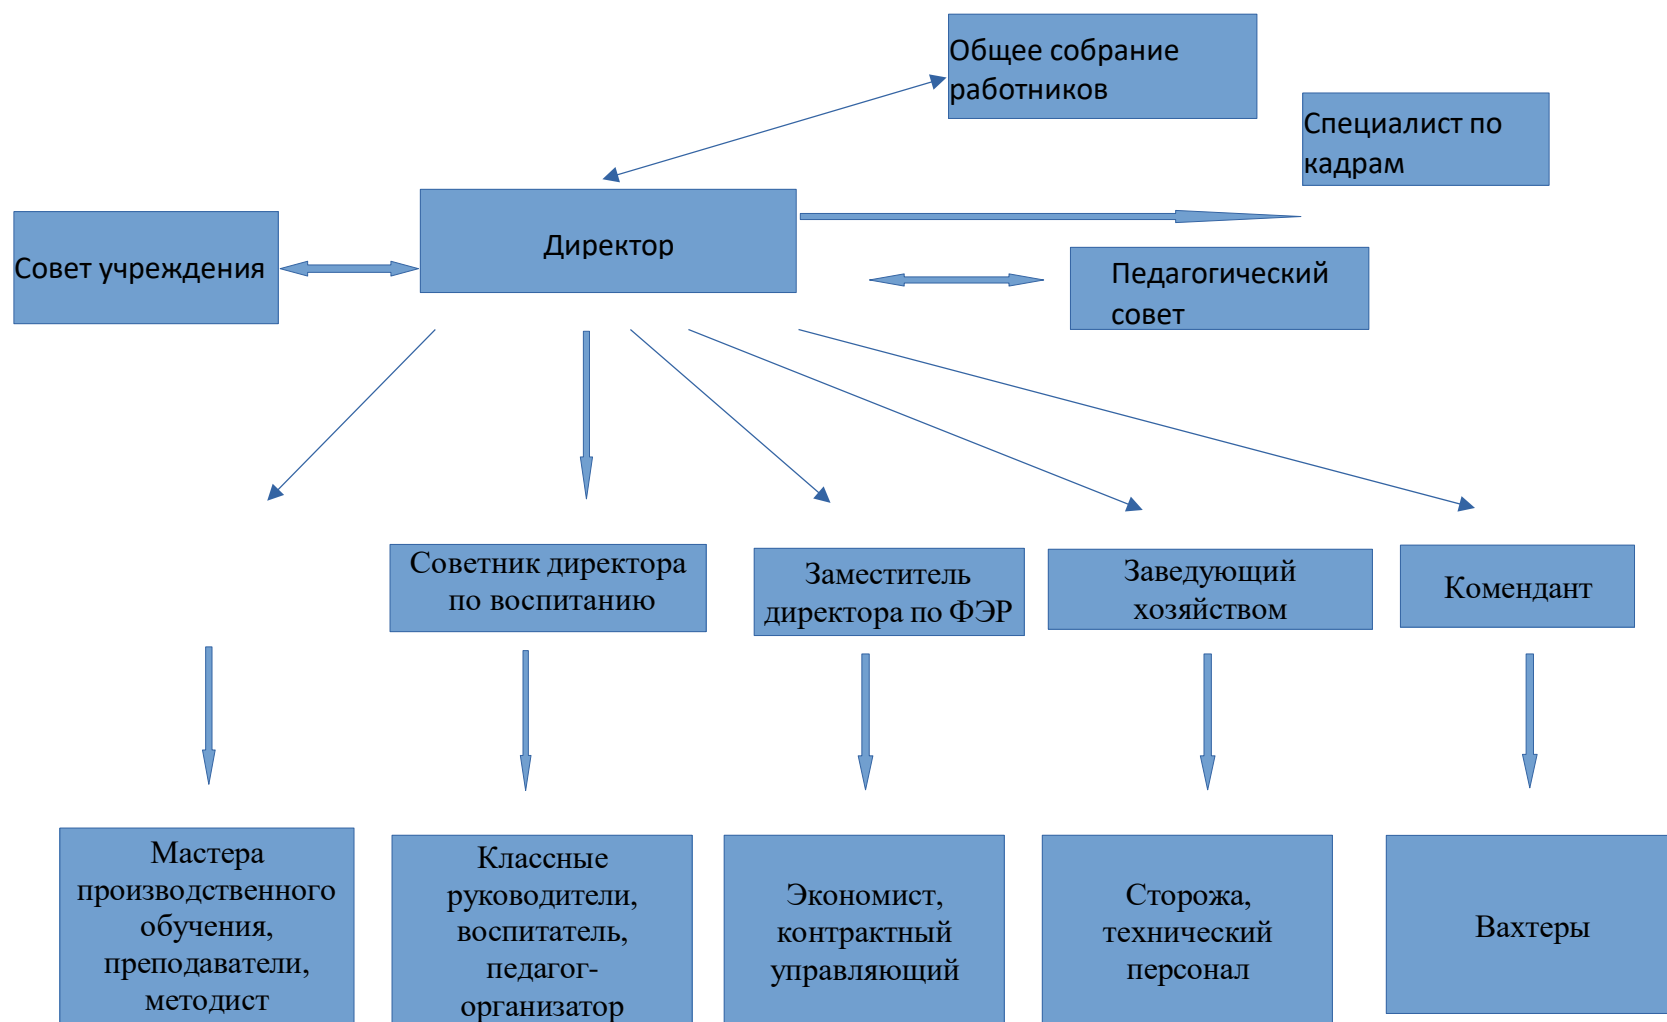 Общее собрание
работников
Специалист по
кадрам
Директор
Совет учреждения
Педагогический
совет
Советник директора
по воспитанию
Заместитель
директора по ФЭР
Заведующий
хозяйством
Комендант
Мастера
производственного
обучения,
преподаватели,
методист
Классные
руководители,
воспитатель,
педагог-
организатор
Экономист,
контрактный
управляющий
Сторожа,
технический
персонал
Вахтеры